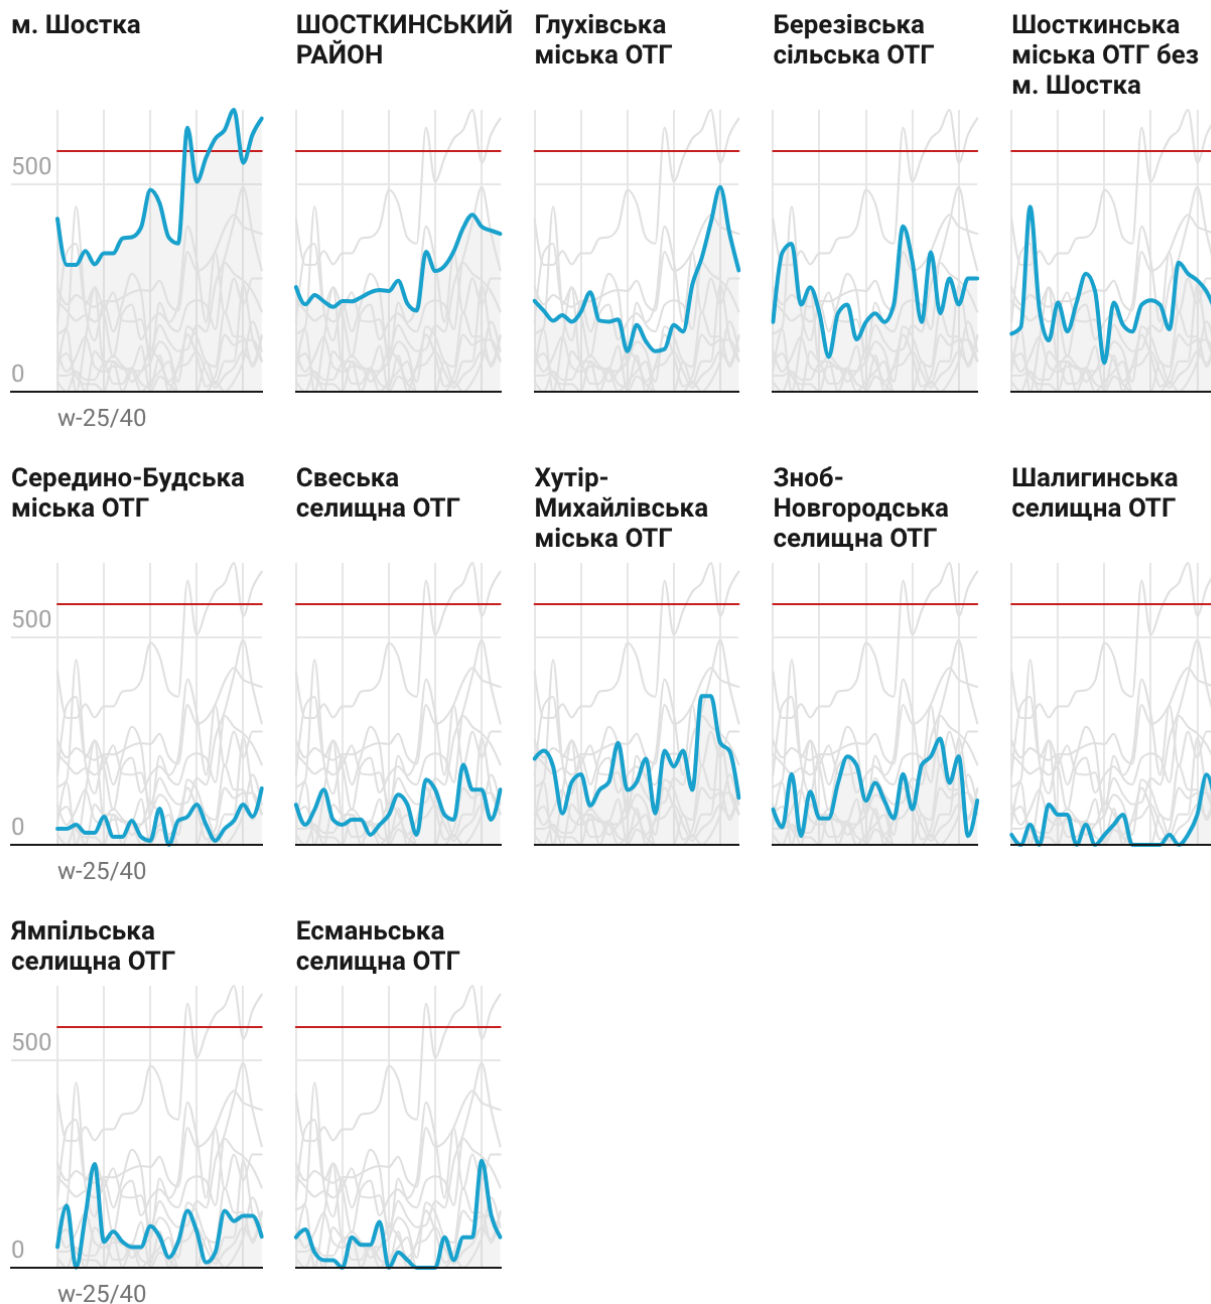 м. Шостка
ШОСТКИНСЬКИЙ
РАЙОН
Глухівська
міська ОТГ
Березівська
сільська ОТГ
Шосткинська
міська ОТГ без
м. Шостка
500
0
w-25/40
Середино-Будська
міська ОТГ
Свеська
селищна ОТГ
Хутір-
Михайлівська
міська ОТГ
Зноб-
Новгородська
селищна ОТГ
Шалигинська
селищна ОТГ
500
0
w-25/40
Ямпільська
селищна ОТГ
Есманьська
селищна ОТГ
500
0
w-25/40